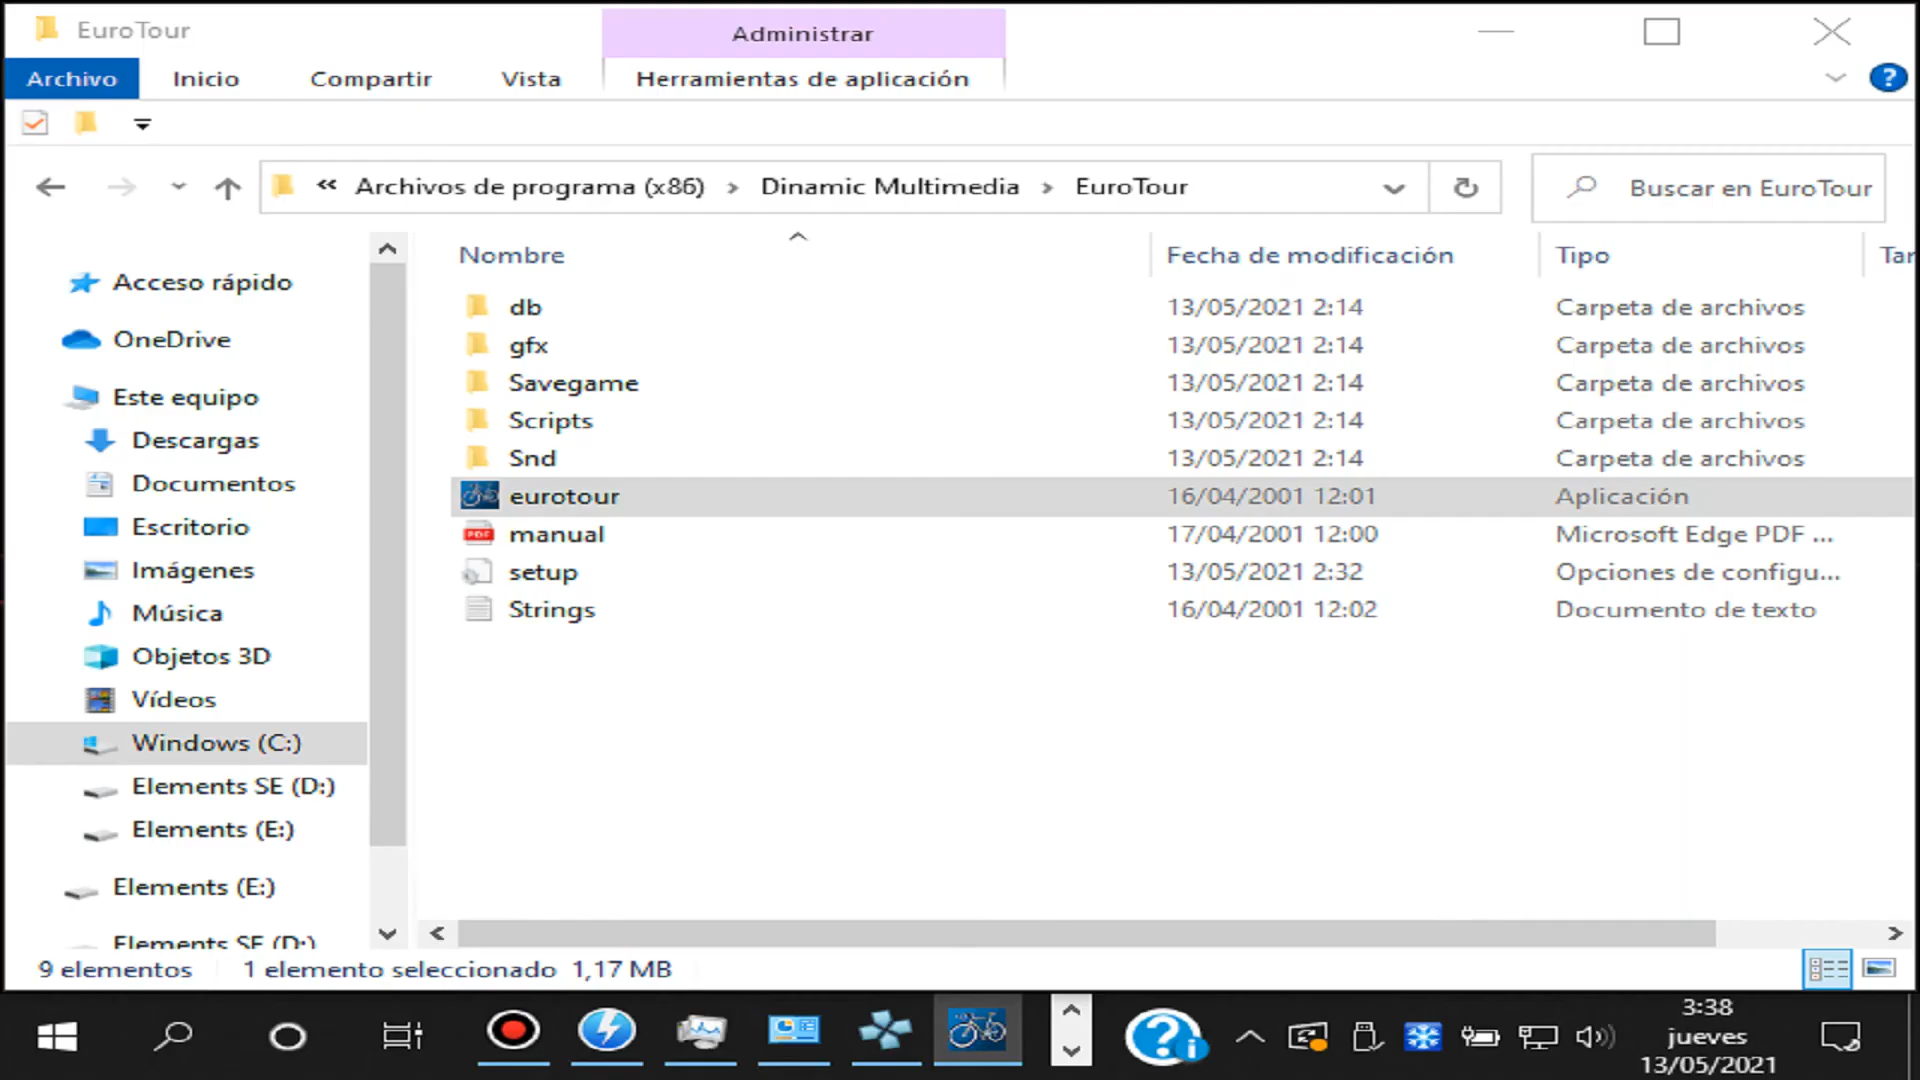 EuroTour
Administrar
Archivo Inicio Compartir Vista Herramientas de aplicación
« Archivos de programa (x86) > Dinamic Multimedia > EuroTour
Buscar en EuroTour
Nombre Fecha de modificación Tipo Tar
Acceso rápido
OneDrive
Este equipo
Descargas
Documentos
Escritorio
Imágenes
Música
Objetos 3D
Vídeos
Windows (C:)
Elements SE (D:)
Elements (E:)
Elements (E:)
Elements SE (D:)
db 13/05/2021 2:14 Carpeta de archivos
gfx 13/05/2021 2:14 Carpeta de archivos
Savegame 13/05/2021 2:14 Carpeta de archivos
Scripts 13/05/2021 2:14 Carpeta de archivos
Snd 13/05/2021 2:14 Carpeta de archivos
eurotour 16/04/2001 12:01 Aplicación
manual 17/04/2001 12:00 Microsoft Edge PDF ...
setup 13/05/2021 2:32 Opciones de configu...
Strings 16/04/2001 12:02 Documento de texto
9 elementos 1 elemento seleccionado 1,17 MB
3:38
jueves
13/05/2021